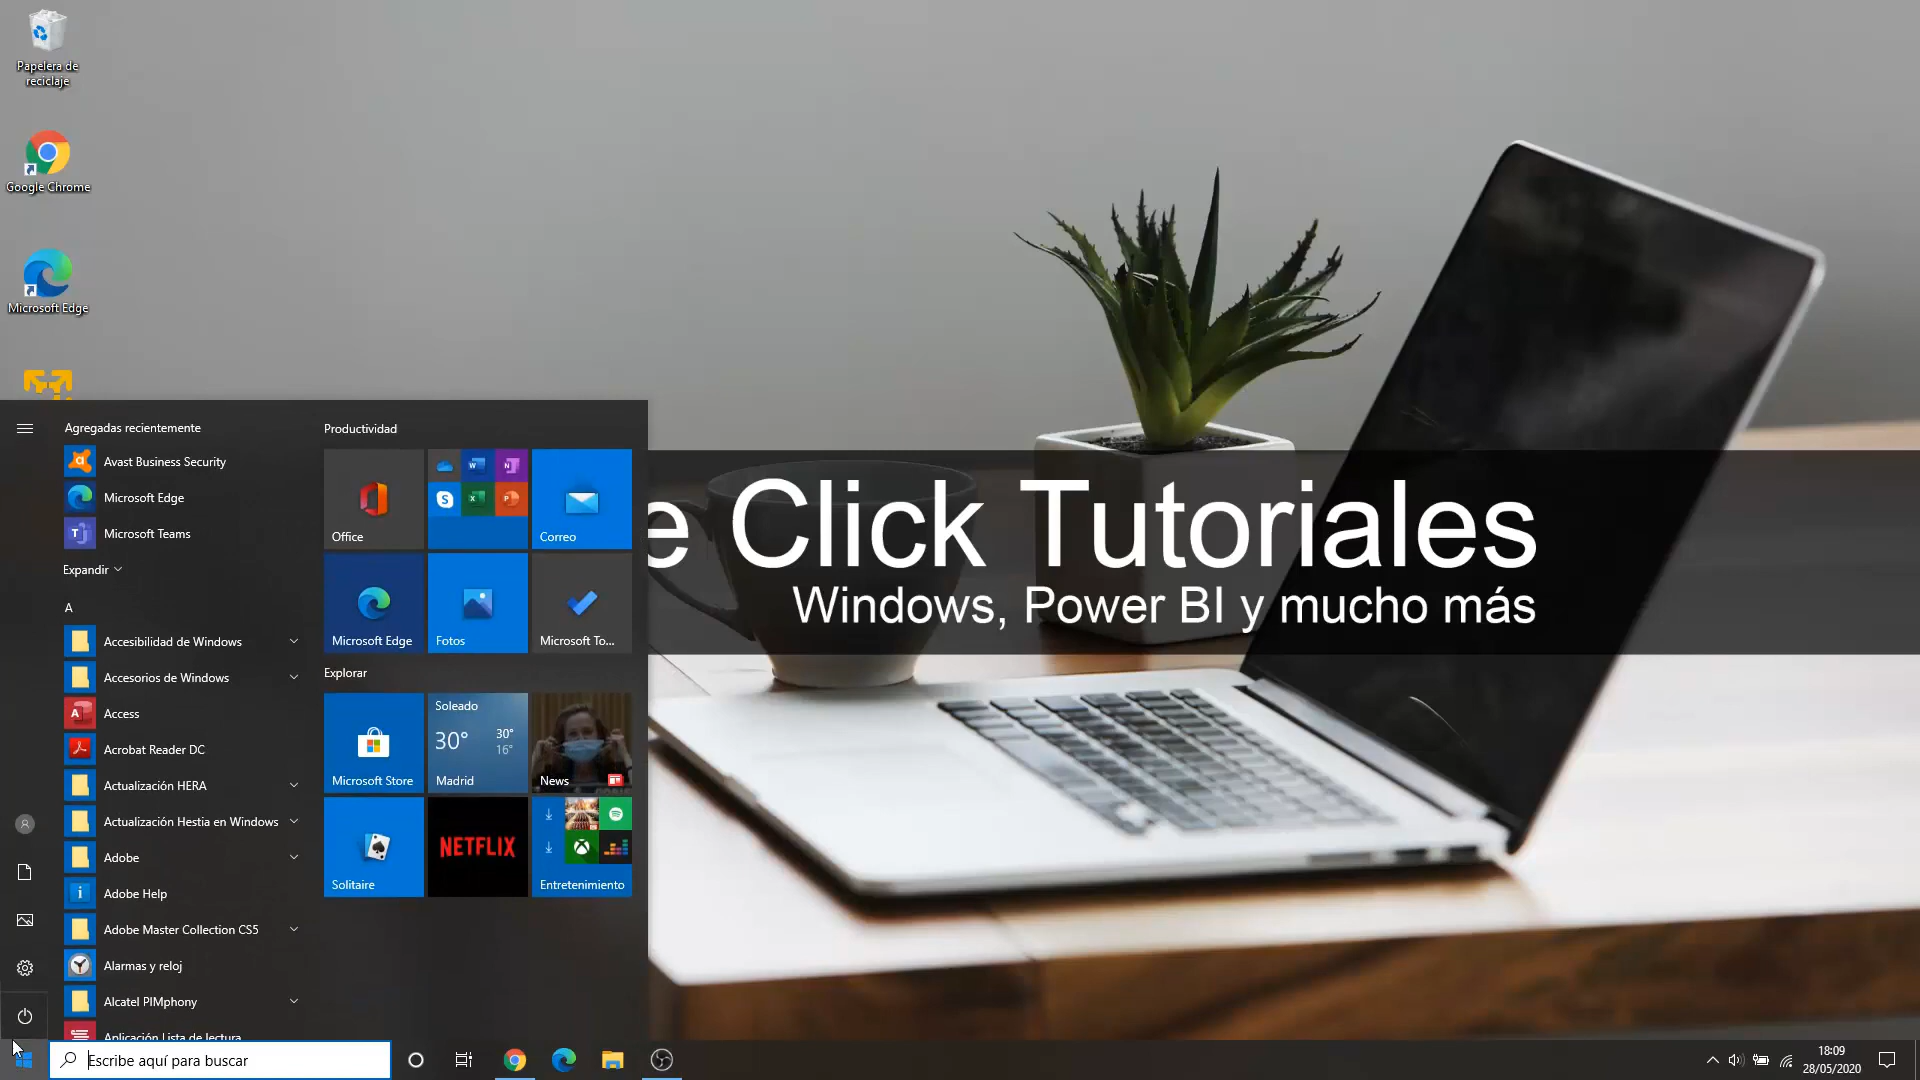 Papelera de
reciclaje
Google Chrome
Microsoft Edge
Agregadas recientemente
Avast Business Security
Microsoft Edge
Microsoft Teams
Expandir
A
Accesibilidad de Windows
Accesorios de Windows
Access
Acrobat Reader DC
Actualización HERA
Actualización Hestia en Windows
Adobe
Adobe Help
Adobe Master Collection CS5
Alarmas y reloj
Alcatel PIMphony
Aplicación Lista de lectura
Productividad
Office
Correo
Microsoft Edge
Fotos
Microsoft To...
Explorar
Microsoft Store
Soleado
30° 30°
16°
Madrid
News
Solitaire
NETFLIX
Entretenimiento
e Click Tutoriales
Windows, Power BI y mucho más
Escribe aquí para buscar
18:09
28/05/2020